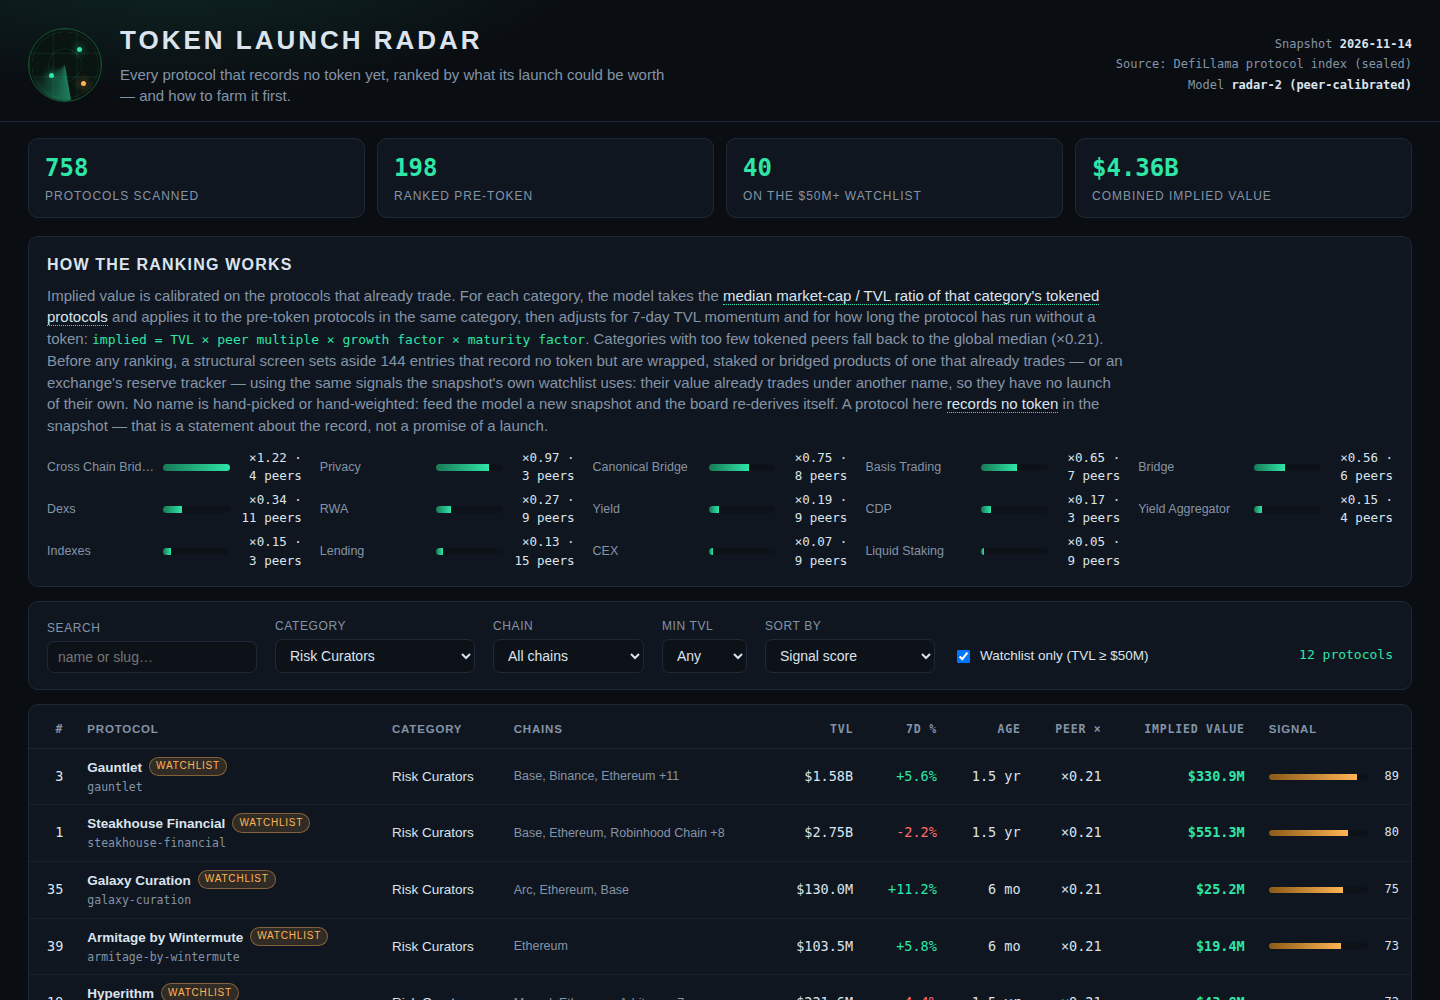 TOKEN LAUNCH RADAR
Every protocol that records no token yet, ranked by what its launch could be worth
— and how to farm it first.
Snapshot 2026-11-14
Source: DefiLlama protocol index (sealed)
Model radar-2 (peer-calibrated)
758
PROTOCOLS SCANNED
198
RANKED PRE-TOKEN
40
ON THE $50M+ WATCHLIST
$4.36B
COMBINED IMPLIED VALUE
HOW THE RANKING WORKS
Implied value is calibrated on the protocols that already trade. For each category, the model takes the median market-cap / TVL ratio of that category's tokened
protocols and applies it to the pre-token protocols in the same category, then adjusts for 7-day TVL momentum and for how long the protocol has run without a
token: implied = TVL × peer multiple × growth factor × maturity factor. Categories with too few tokened peers fall back to the global median (×0.21).
Before any ranking, a structural screen sets aside 144 entries that record no token but are wrapped, staked or bridged products of one that already trades — or an
exchange's reserve tracker — using the same signals the snapshot's own watchlist uses: their value already trades under another name, so they have no launch
of their own. No name is hand-picked or hand-weighted: feed the model a new snapshot and the board re-derives itself. A protocol here records no token in the
snapshot — that is a statement about the record, not a promise of a launch.
Cross Chain Brid… ×1.22 · 4 peers
Privacy ×0.97 · 3 peers
Canonical Bridge ×0.75 · 8 peers
Basis Trading ×0.65 · 7 peers
Bridge ×0.56 · 6 peers
Dexs ×0.34 · 11 peers
RWA ×0.27 · 9 peers
Yield ×0.19 · 9 peers
CDP ×0.17 · 3 peers
Yield Aggregator ×0.15 · 4 peers
Indexes ×0.15 · 3 peers
Lending ×0.13 · 15 peers
CEX ×0.07 · 9 peers
Liquid Staking ×0.05 · 9 peers
SEARCH
name or slug…
CATEGORY
Risk Curators
CHAIN
All chains
MIN TVL
Any
SORT BY
Signal score
Watchlist only (TVL ≥ $50M)
12 protocols
# PROTOCOL CATEGORY CHAINS TVL 7D % AGE PEER × IMPLIED VALUE SIGNAL
3 Gauntlet WATCHLIST Risk Curators Base, Binance, Ethereum +11 $1.58B +5.6% 1.5 yr ×0.21 $330.9M 89
gauntlet
1 Steakhouse Financial WATCHLIST Risk Curators Base, Ethereum, Robinhood Chain +8 $2.75B -2.2% 1.5 yr ×0.21 $551.3M 80
steakhouse-financial
35 Galaxy Curation WATCHLIST Risk Curators Arc, Ethereum, Base $130.0M +11.2% 6 mo ×0.21 $25.2M 75
galaxy-curation
39 Armitage by Wintermute WATCHLIST Risk Curators Ethereum $103.5M +5.8% 6 mo ×0.21 $19.4M 73
armitage-by-wintermute
Hyperithm WATCHLIST